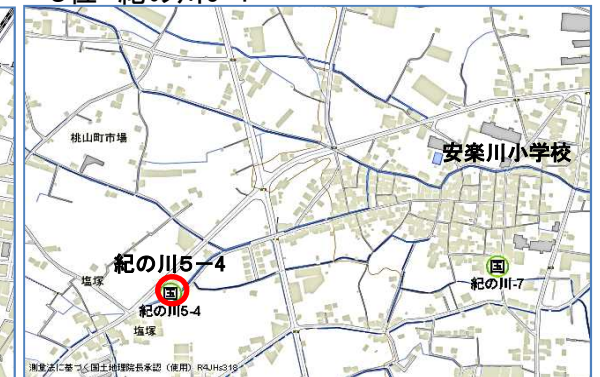 桃山町市場
安楽川小学校
紀の川5ー4
国
紀の川-7
塩塚
国
紀の川5-4
塩塚
測量法に基づく国土地理院長承認（使用）R4JHs318